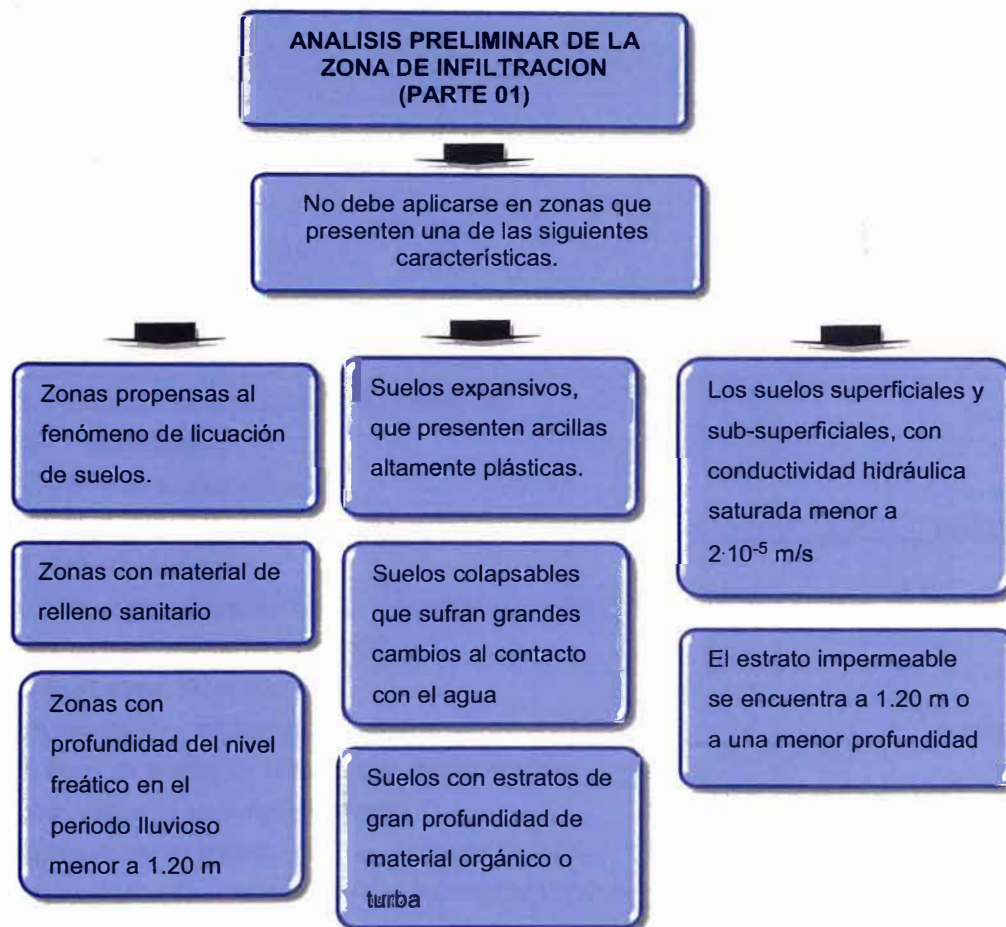 ANALISIS PRELIMINAR DE LA
ZONA DE INFILTRACION
(PARTE 01)
No debe aplicarse en zonas que
presenten una de las siguientes
características.
Zonas propensas al
fenómeno de licuación
de suelos.
Zonas con material de
relleno sanitario
Zonas con
profundidad del nivel
freático en el
periodo lluvioso
menor a 1.20 m
Suelos expansivos,
que presenten arcillas
altamente plásticas.
Suelos colapsables
que sufran grandes
cambios al contacto
con el agua
Suelos con estratos de
gran profundidad de
material orgánico o
turba
Los suelos superficiales y
sub-superficiales, con
conductividad hidráulica
saturada menor a
2·10⁻⁵ m/s
El estrato impermeable
se encuentra a 1.20 m o
a una menor profundidad